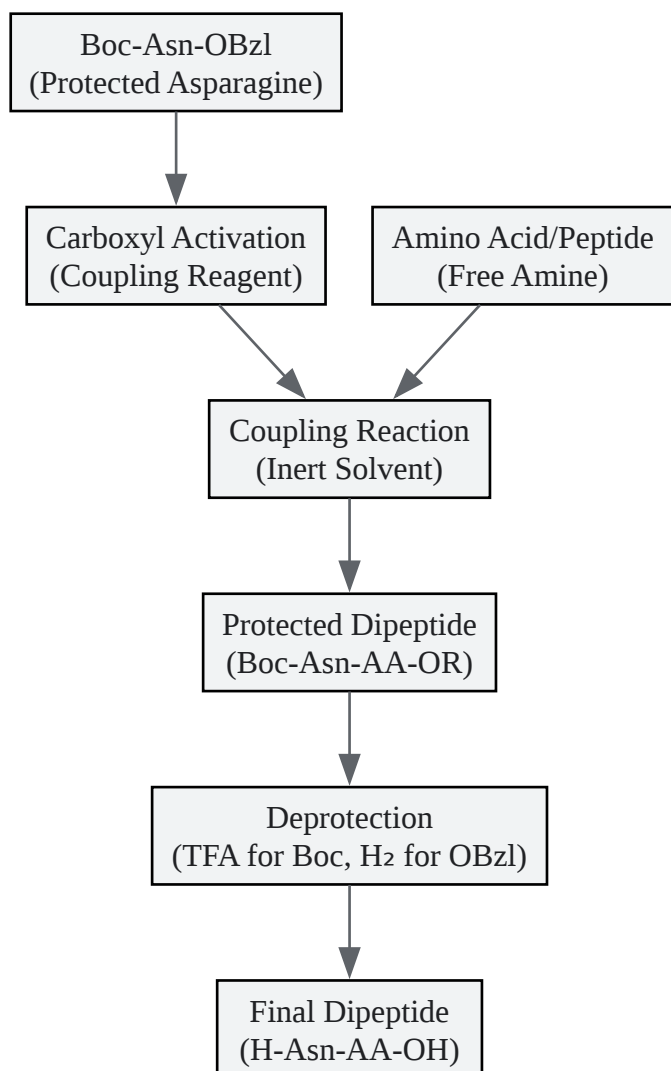 Boc-Asn-OBzl
(Protected Asparagine)
Carboxyl Activation
(Coupling Reagent)
Amino Acid/Peptide
(Free Amine)
Coupling Reaction
(Inert Solvent)
Protected Dipeptide
(Boc-Asn-AA-OR)
Deprotection
(TFA for Boc, H₂ for OBzl)
Final Dipeptide
(H-Asn-AA-OH)